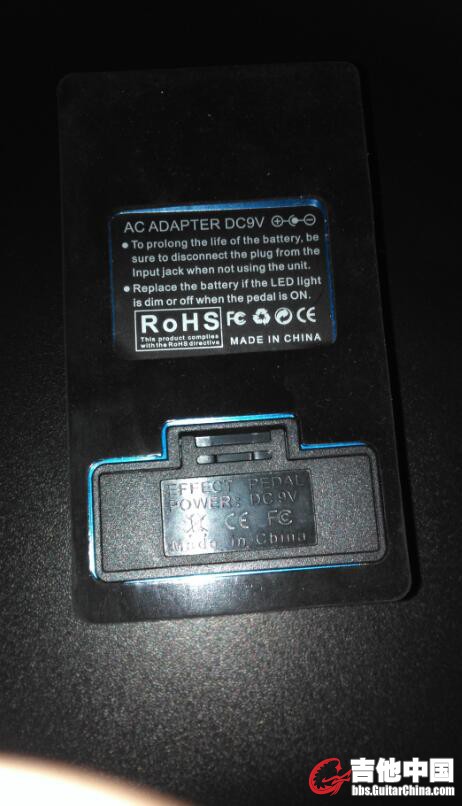 AC ADAPTER DC9V
• To prolong the life of the battery, be
sure to disconnect the plug from the
Input jack when not using the unit.
• Replace the battery if the LED light
is dim or off when the pedal is ON.
RoHS FC CE
This product complies
with the RoHS directive
MADE IN CHINA
EFFECT PEDAL
POWER: DC 9V
CE FC
Made in China
吉他中国
bbs.GuitarChina.com